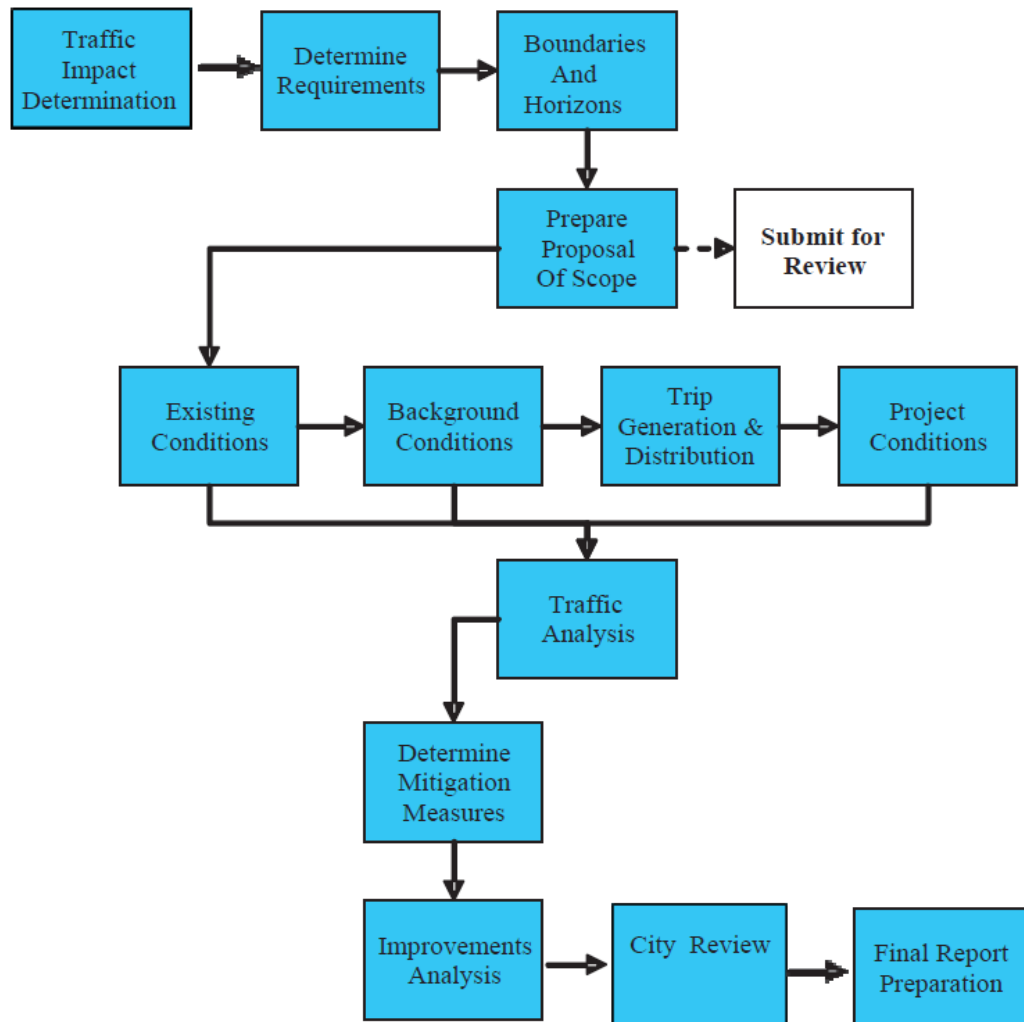 Traffic
Impact
Determination
Determine
Requirements
Boundaries
And
Horizons
Prepare
Proposal
Of Scope
Submit for
Review
Existing
Conditions
Background
Conditions
Trip
Generation &
Distribution
Project
Conditions
Traffic
Analysis
Determine
Mitigation
Measures
Improvements
Analysis
City Review
Final Report
Preparation